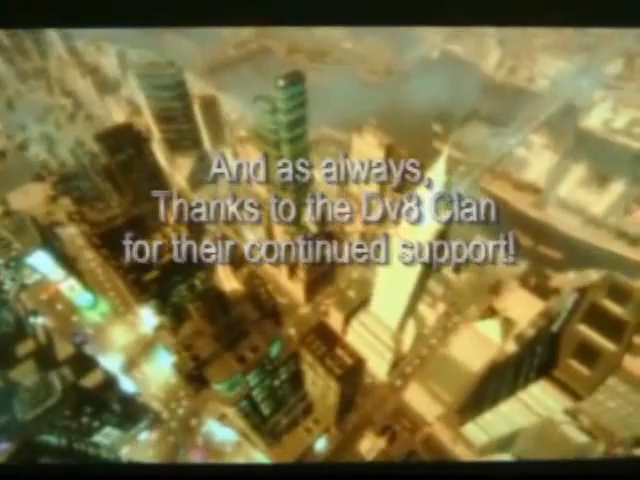 And as always,
Thanks to the Dv8 Clan
for their continued support!